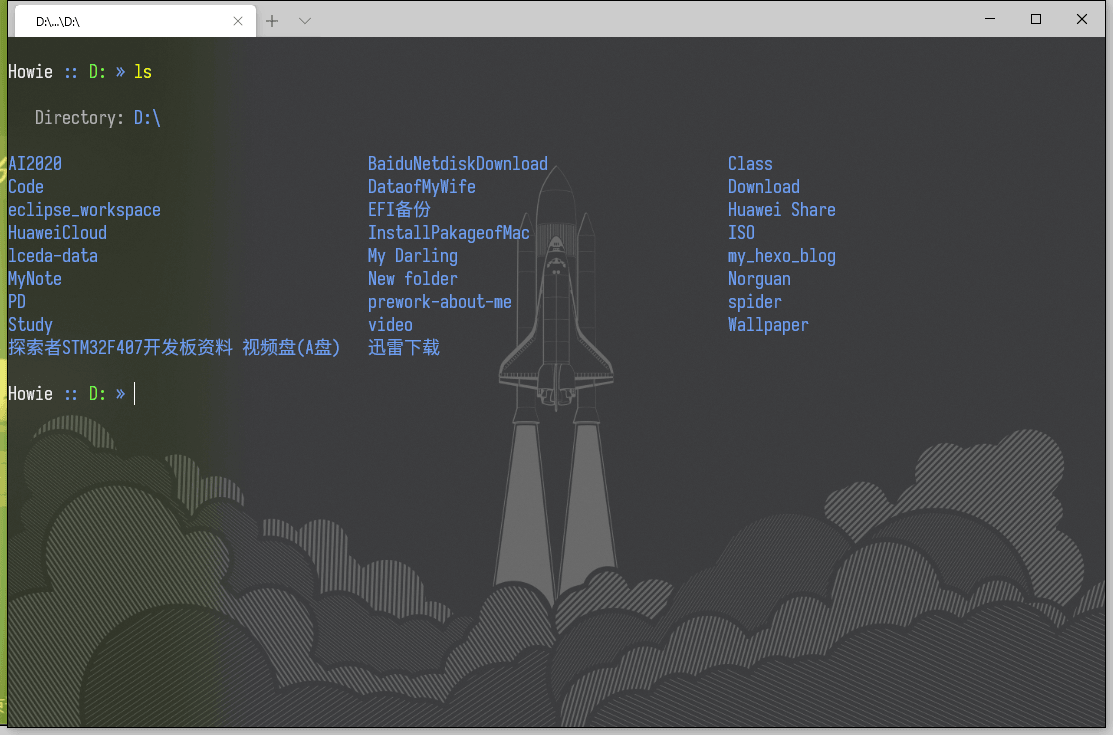 D:\...\D:\
Howie :: D: » ls
Directory: D:\
AI2020 BaiduNetdiskDownload Class
Code DataofMyWife Download
eclipse_workspace EFI备份 Huawei Share
HuaweiCloud InstallPakageofMac ISO
lceda-data My Darling my_hexo_blog
MyNote New folder Norguan
PD prework-about-me spider
Study video Wallpaper
探索者STM32F407开发板资料 视频盘(A盘) 迅雷下载
Howie :: D: »